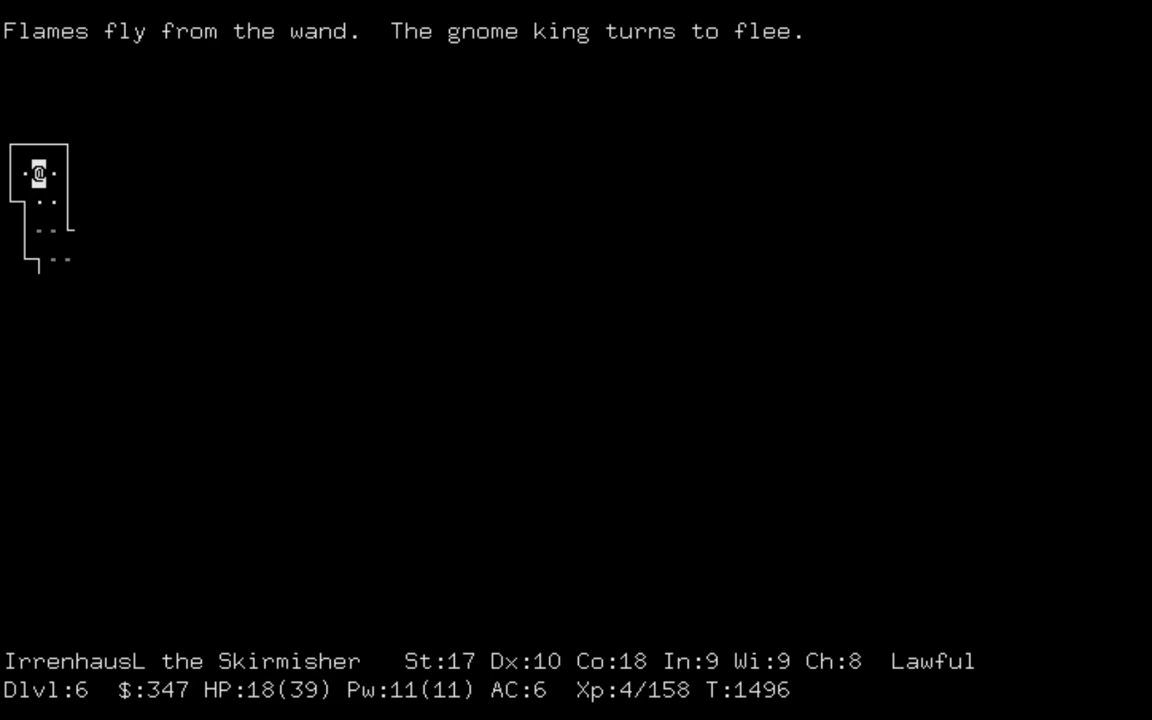 Flames fly from the wand.  The gnome king turns to flee.
.@.
..
--
--
IrrenhausL the Skirmisher   St:17 Dx:10 Co:18 In:9 Wi:9 Ch:8  Lawful
Dlvl:6  $:347 HP:18(39) Pw:11(11) AC:6  Xp:4/158 T:1496